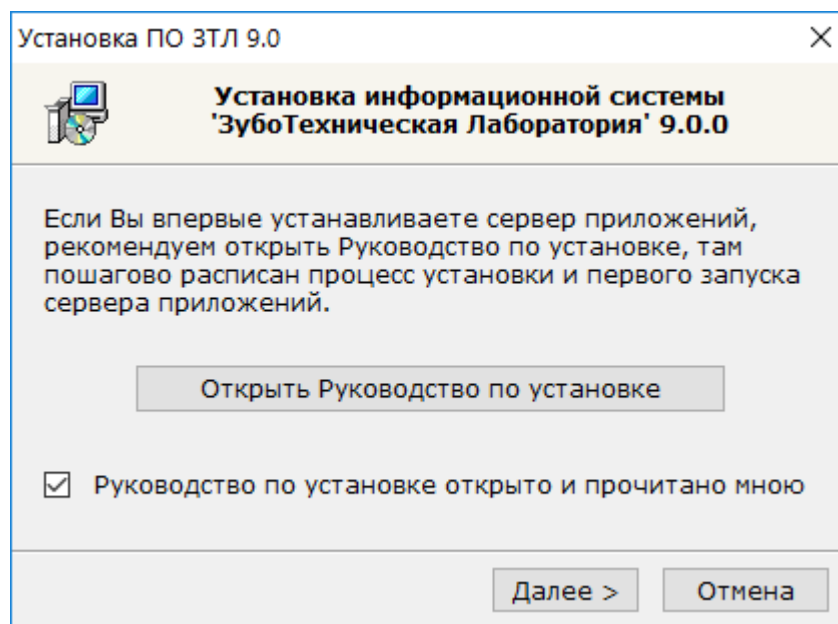 Установка ПО ЗТЛ 9.0
Установка информационной системы
'ЗубоТехническая Лаборатория' 9.0.0
Если Вы впервые устанавливаете сервер приложений,
рекомендуем открыть Руководство по установке, там
пошагово расписан процесс установки и первого запуска
сервера приложений.
Открыть Руководство по установке
Руководство по установке открыто и прочитано мною
Далее >
Отмена